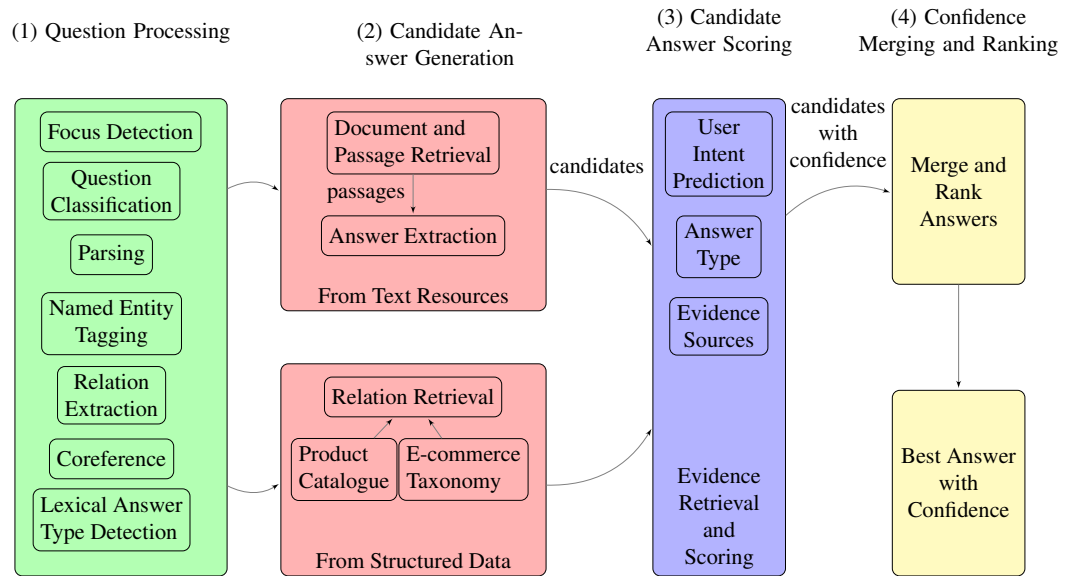 (1) Question Processing
(2) Candidate An-
swer Generation
(3) Candidate
Answer Scoring
(4) Confidence
Merging and Ranking
Focus Detection
Question
Classification
Parsing
Named Entity
Tagging
Relation
Extraction
Coreference
Lexical Answer
Type Detection
Document and
Passage Retrieval
passages
Answer Extraction
From Text Resources
Relation Retrieval
Product
Catalogue
E-commerce
Taxonomy
From Structured Data
candidates
User
Intent
Prediction
Answer
Type
Evidence
Sources
Evidence
Retrieval
and
Scoring
candidates
with
confidence
Merge and
Rank
Answers
Best Answer
with
Confidence